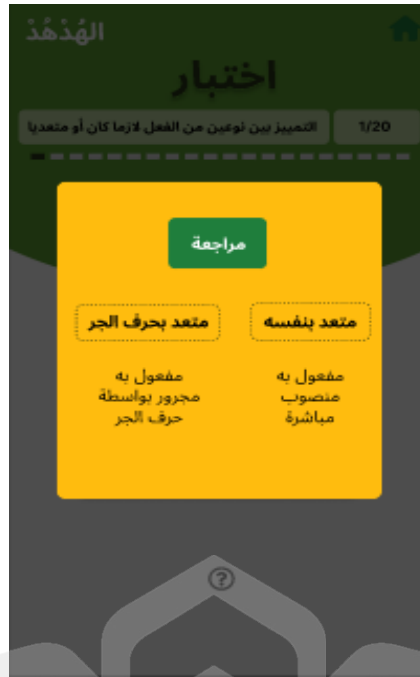 الهُدْهُدْ
اختبار
1/20
التمييز بين نوعين من الفعل لازما كان أو متعديا
مراجعة
متعد بنفسه
مفعول به
منصوب
مباشرة
متعد بحرف الجر
مفعول به
مجرور بواسطة
حرف الجر
?